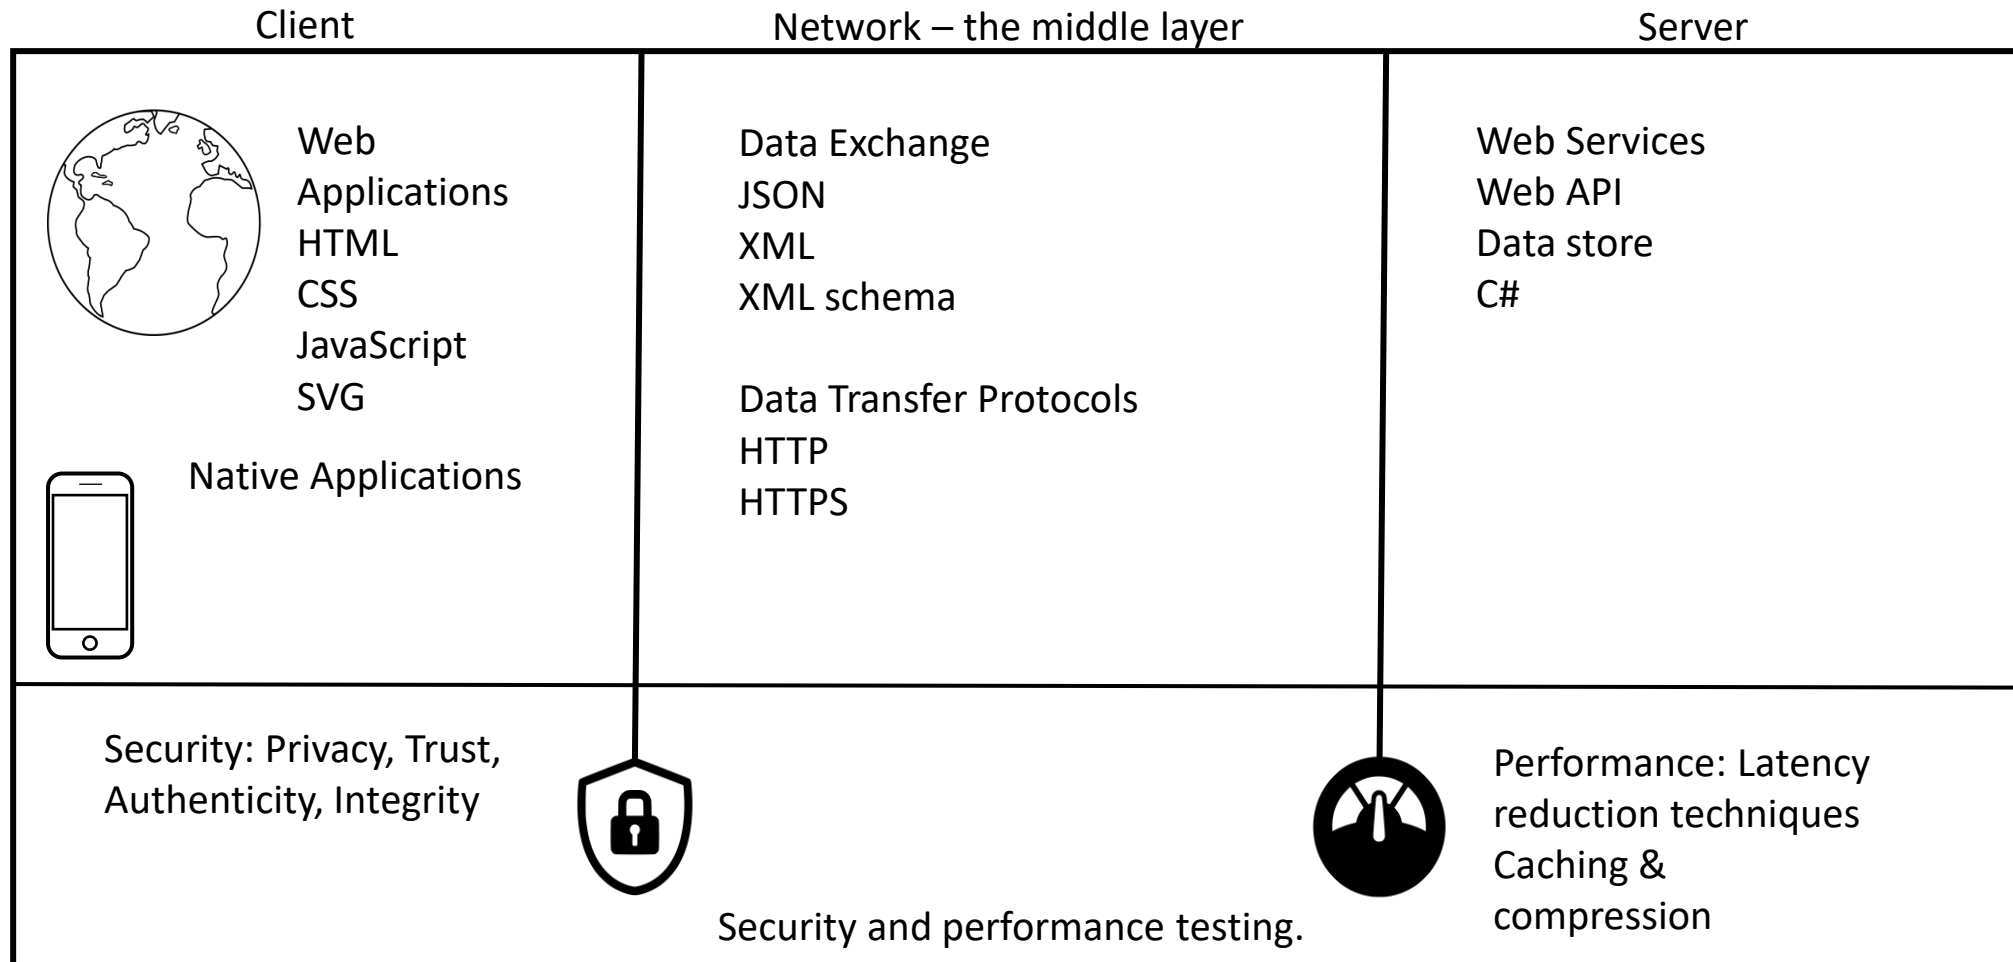 Client
Network – the middle layer
Server
Web
Applications
HTML
CSS
JavaScript
SVG
Native Applications
Data Exchange
JSON
XML
XML schema
Data Transfer Protocols
HTTP
HTTPS
Web Services
Web API
Data store
C#
Security: Privacy, Trust,
Authenticity, Integrity
Security and performance testing.
Performance: Latency
reduction techniques
Caching &
compression